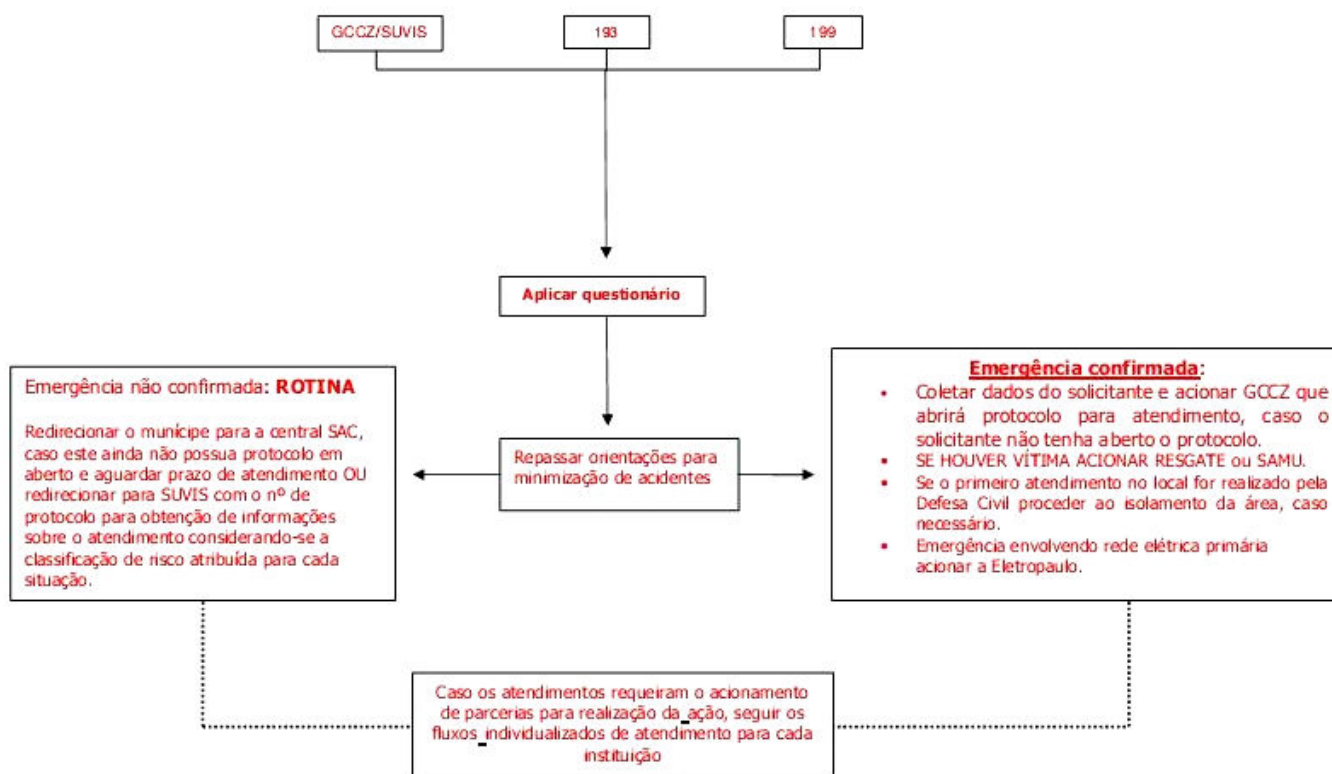 GCCZ/SUVIS
193
199
Aplicar questionário
Emergência não confirmada: ROTINA
Redirecionar o munícipe para a central SAC,
caso este ainda não possua protocolo em
aberto e aguardar prazo de atendimento OU
redirecionar para SUVIS com o nº de
protocolo para obtenção de informações
sobre o atendimento considerando-se a
classificação de risco atribuída para cada
situação.
Repassar orientações para
minimização de acidentes
Emergência confirmada:
• Coletar dados do solicitante e acionar GCCZ que
abrirá protocolo para atendimento, caso o
solicitante não tenha aberto o protocolo.
• SE HOUVER VÍTIMA ACIONAR RESGATE ou SAMU.
• Se o primeiro atendimento no local for realizado pela
Defesa Civil proceder ao isolamento da área, caso
necessário.
• Emergência envolvendo rede elétrica primária
acionar a Eletropaulo.
Caso os atendimentos requeiram o acionamento
de parcerias para realização da ação, seguir os
fluxos individualizados de atendimento para cada
instituição